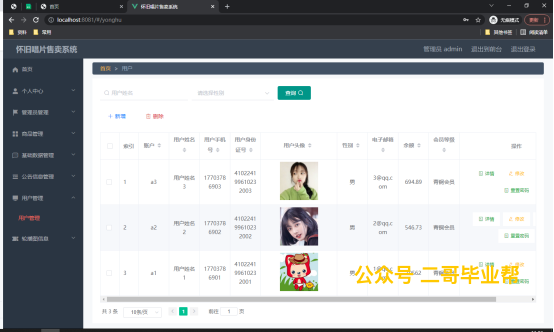 首页
怀旧唱片售卖系统
localhost:8081/#/yonghu
无痕模式
更新
资料
常用
其他书签
阅读清单
怀旧唱片售卖系统
管理员 admin
退出到前台
退出登录
首页
个人中心
管理员管理
商品管理
基础数据管理
公告信息管理
用户管理
用户管理
轮播图信息
首页 > 用户
用户姓名
请选择性别
查询
+ 新增
删除
索引 账户 用户姓名 用户手机号 用户身份证号 用户头像 性别 电子邮箱 余额 会员等级 操作
3 a1 用户姓名1 17703786901 男
1 a3 用户姓名3 17703786903 410224199610232003 男 3@qq.com 694.89 青铜会员 详情 修改 重置密码
2 a2 用户姓名2 17703786902 410224199610232002 男 2@qq.com 546.73 青铜会员 详情 修改 重置密码
公众号 二哥毕业帮
共 3 条
10条/页
1
前往 1 页